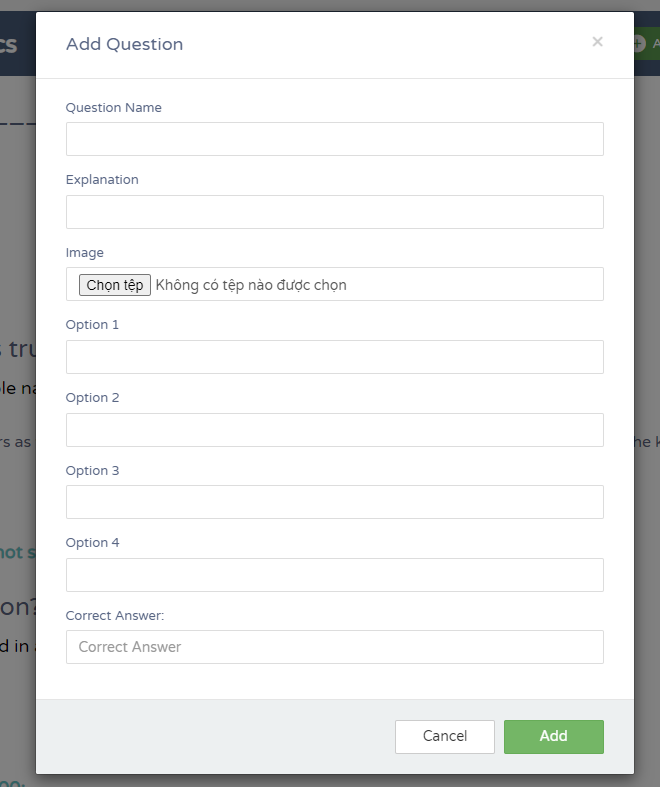 cs
Add Question
×
A
Question Name
Explanation
Image
Chọn tệp Không có tệp nào được chọn
Option 1
s tru
ple na
Option 2
rs as
he k
Option 3
Option 4
not s
on?
Correct Answer:
d in
Correct Answer
Cancel
Add